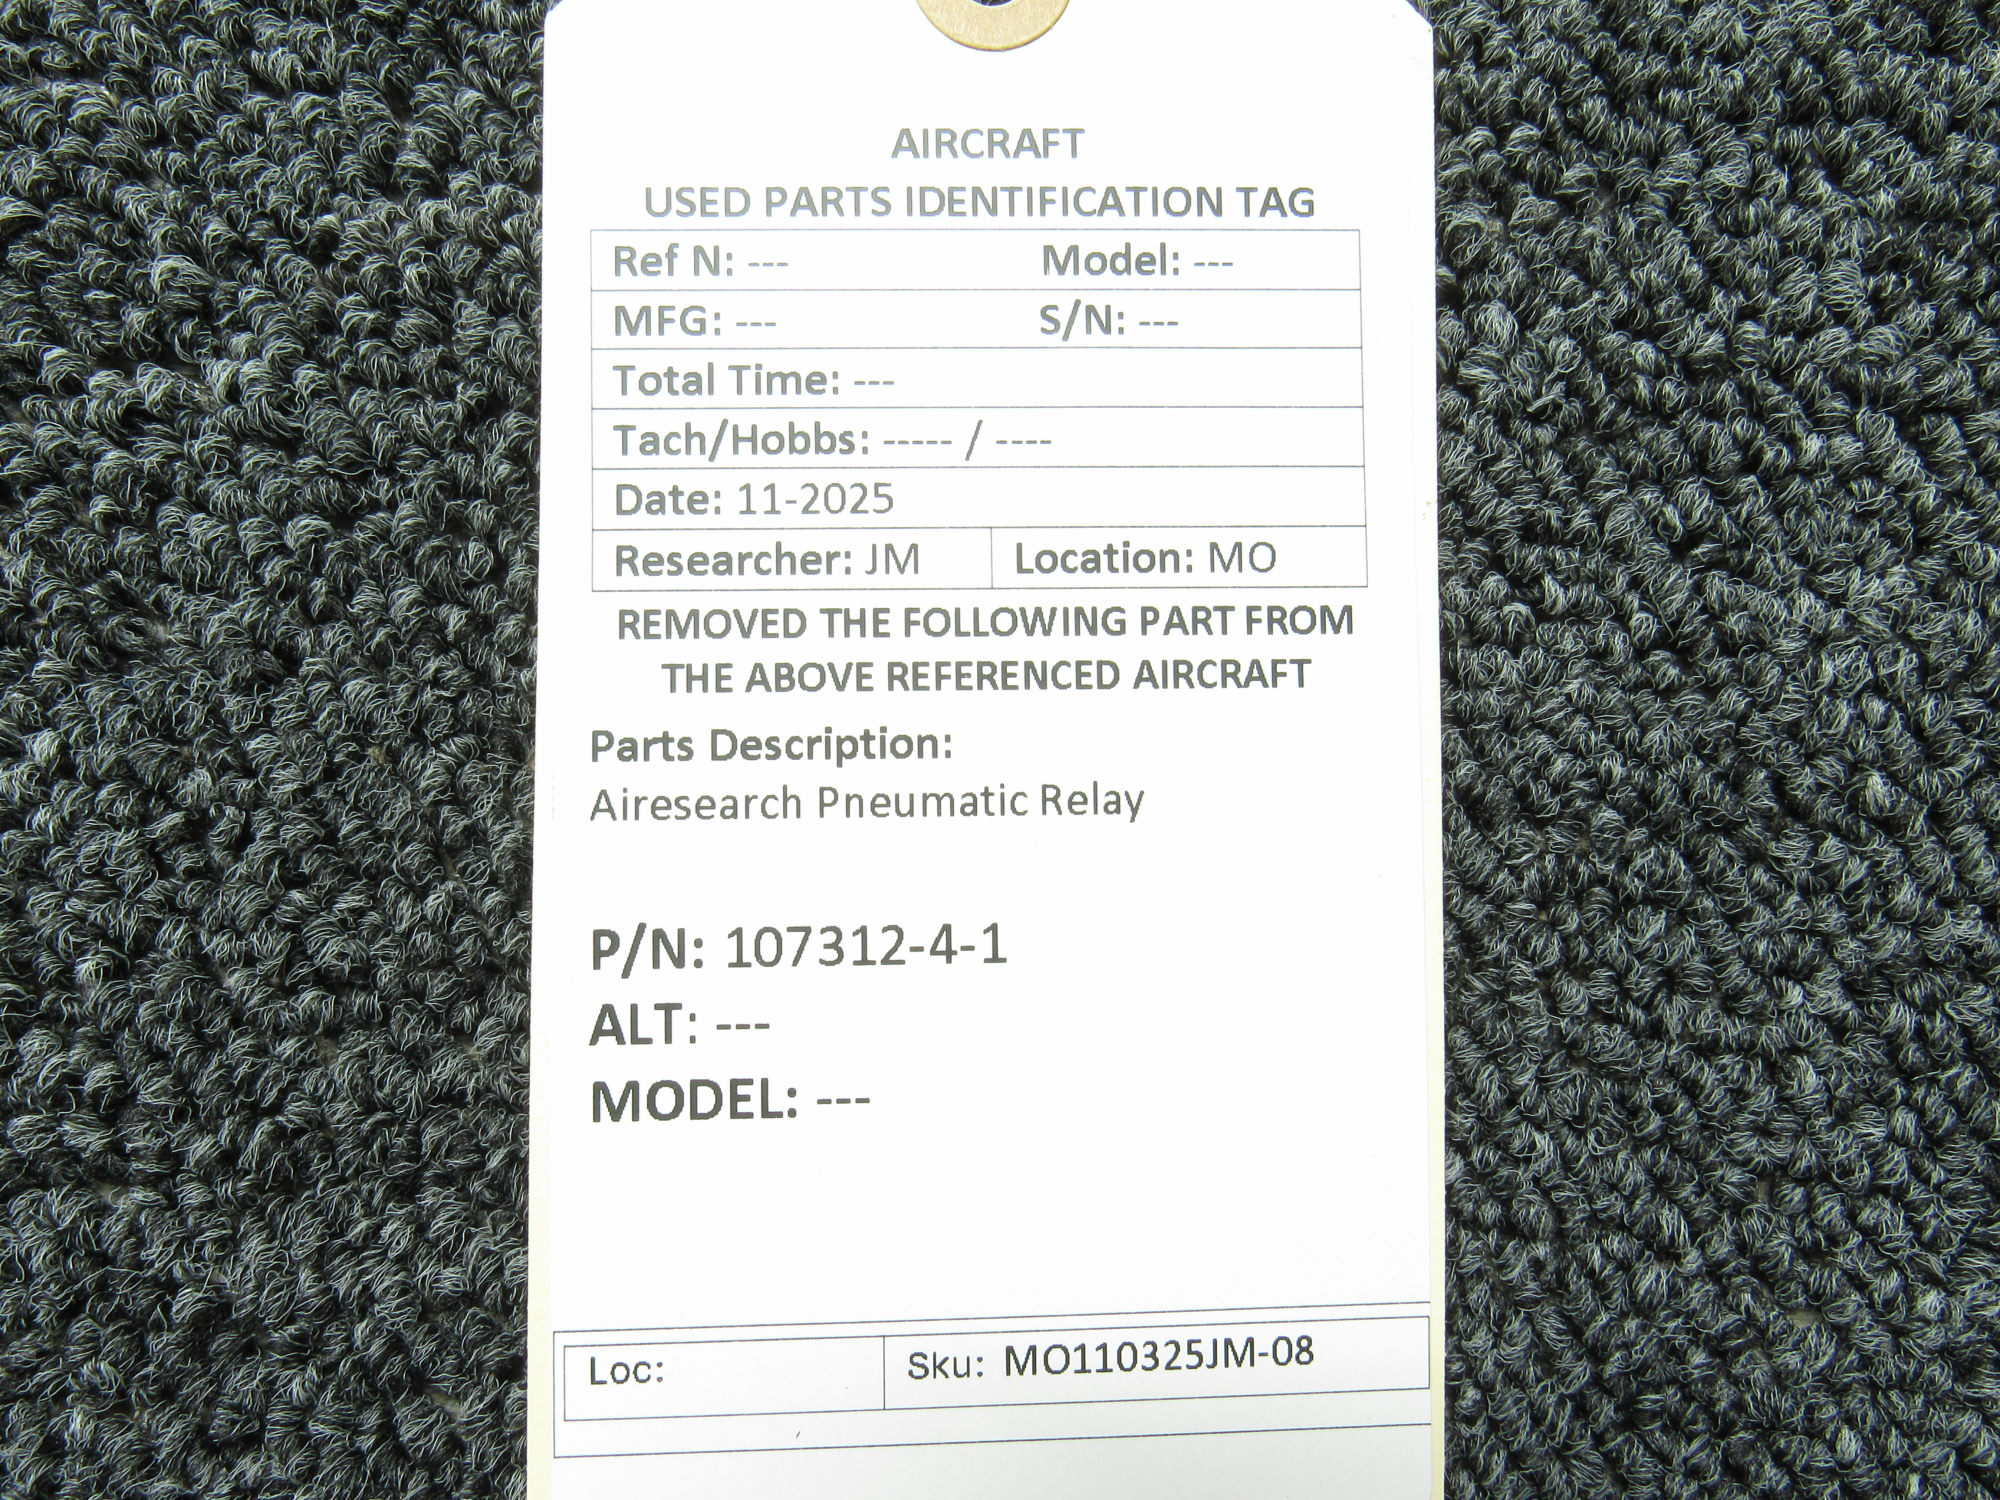 AIRCRAFT
USED PARTS IDENTIFICATION TAG
Ref N: --- Model: ---
MFG: --- S/N: ---
Total Time: ---
Tach/Hobbs: ----- / ----
Date: 11-2025
Researcher: JM Location: MO
REMOVED THE FOLLOWING PART FROM
THE ABOVE REFERENCED AIRCRAFT
Parts Description:
Airesearch Pneumatic Relay
P/N: 107312-4-1
ALT: ---
MODEL: ---
Loc: Sku: MO110325JM-08